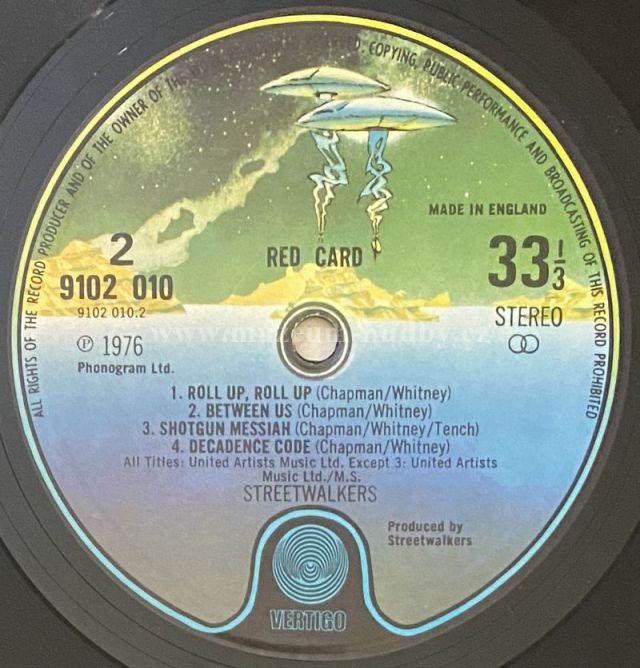 ALL RIGHTS OF THE RECORD PRODUCER AND OF THE OWNER OF THE COPYING, PUBLIC PERFORMANCE AND BROADCASTING OF THIS RECORD PROHIBITED
MADE IN ENGLAND
2
RED CARD
33 1/3
9102 010
9102 010.2
STEREO
℗ 1976
Phonogram Ltd.
1. ROLL UP, ROLL UP (Chapman/Whitney)
2. BETWEEN US (Chapman/Whitney)
3. SHOTGUN MESSIAH (Chapman/Whitney/Tench)
4. DECADENCE CODE (Chapman/Whitney)
All Titles: United Artists Music Ltd. Except 3: United Artists
Music Ltd./M.S.
STREETWALKERS
Produced by
Streetwalkers
VERTIGO